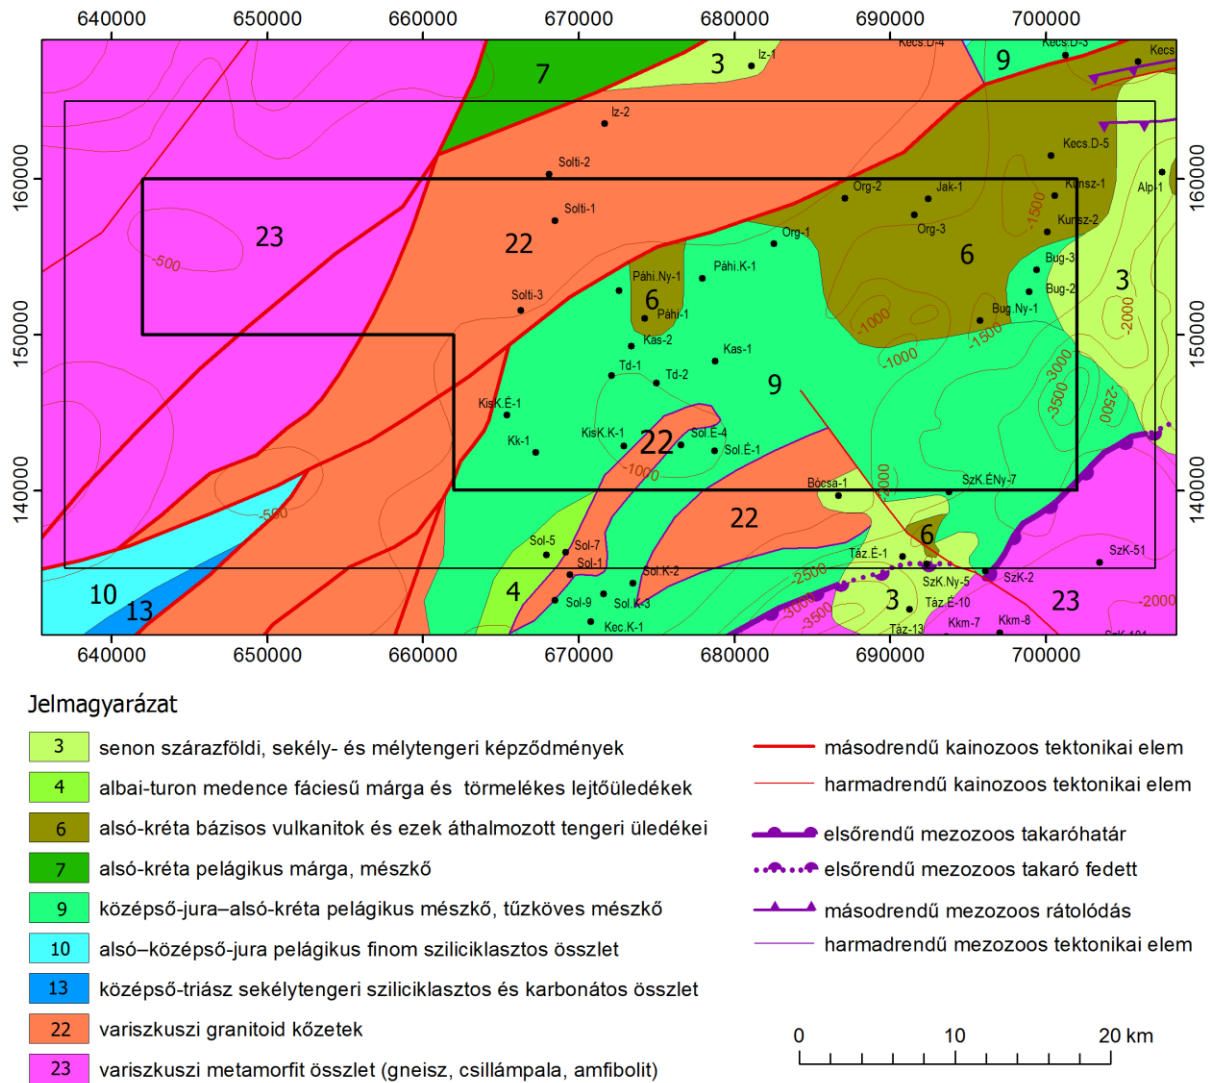 640000 650000 660000 670000 680000 690000 700000
Kecs.D-4
Kecs.D-3
Kecs
9
3
Iz-1
7
Iz-2
Kecs.D-5
Solti-2
Alp-1
160000
160000
Org-2
Jak-1
Kunsz-1
-1500
Solti-1
Org-3
Kunsz-2
23
22
Org-1
6
-500
Bug-3
3
Páhi.Ny-1
Páhi.K-1
Bug-2
Solti-3
6
Páhi-1
Bug.Ny-1
-1000
-2000
150000
150000
Kas-2
-1500
Kas-1
-1000
-3000
Td-1
Td-2
9
-3500
-2500
KisK.É-1
22
Sol.É-4
KisK.K-1
Sol.É-1
Kk-1
-1000
Bócsa-1
-2000
SzK.ÉNy-7
140000
140000
-500
22
6
Sol-5
Sol-7
Táz.É-1
SzK-51
Sol-1
SzK.Ny-5
SzK-2
-2500
Sol.K-2
10
4
3
23
Sol-9
Sol.K-3
-3000
Táz.É-10
-2000
13
-3500
Kec.K-1
Táz-13
Kkm-7
Kkm-8
640000 650000 660000 670000 680000 690000 700000
Jelmagyarázat
3 senon szárazföldi, sekély- és mélytengeri képződmények
4 albai-turon medence fáciesű márga és törmelékes lejtőüledékek
6 alsó-kréta bázisos vulkanitok és ezek áthalmozott tengeri üledékei
7 alsó-kréta pelágikus márga, mészkő
9 középső-jura–alsó-kréta pelágikus mészkő, tűzköves mészkő
10 alsó–középső-jura pelágikus finom sziliciklasztos összlet
13 középső-triász sekélytengeri sziliciklasztos és karbonátos összlet
22 variszkuszi granitoid kőzetek
23 variszkuszi metamorfit összlet (gneisz, csillámpala, amfibolit)
másodrendű kainozoos tektonikai elem
harmadrendű kainozoos tektonikai elem
elsőrendű mezozoos takaróhatár
elsőrendű mezozoos takaró fedett
másodrendű mezozoos rátolódás
harmadrendű mezozoos tektonikai elem
0 10 20 km